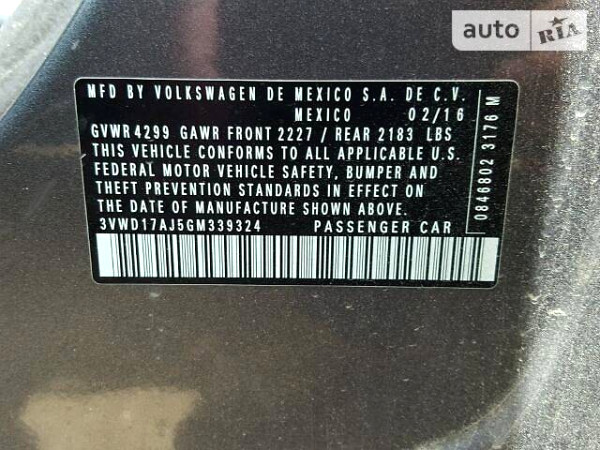 auto RIA
MFD BY VOLKSWAGEN DE MEXICO S.A. DE C.V.
MEXICO 02/16
GVWR 4299 GAWR FRONT 2227 / REAR 2183 LBS
THIS VEHICLE CONFORMS TO ALL APPLICABLE U.S.
FEDERAL MOTOR VEHICLE SAFETY, BUMPER AND
THEFT PREVENTION STANDARDS IN EFFECT ON
THE DATE OF MANUFACTURE SHOWN ABOVE.
3VWD17AJ5GM339324 PASSENGER CAR
0846802 3176 M